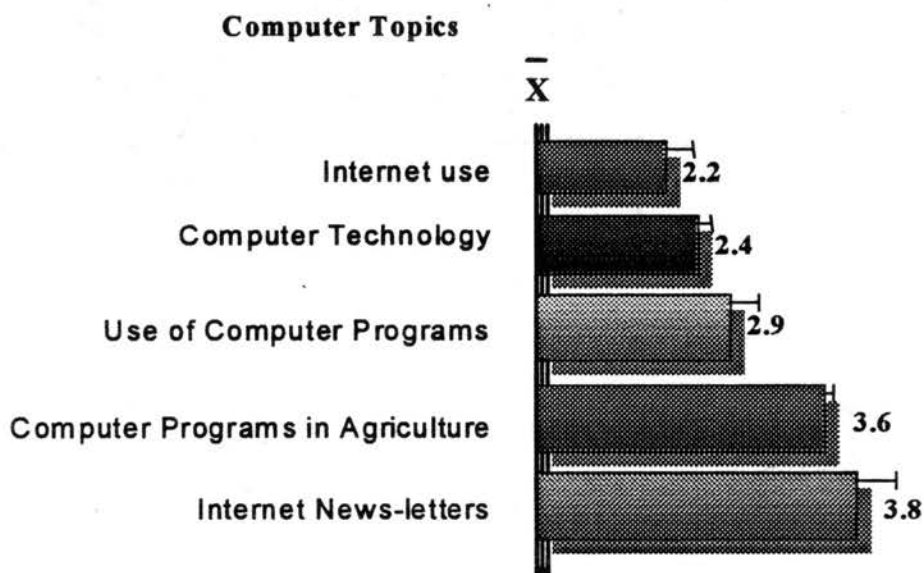 Computer Topics
X̄
Internet use
2.2
Computer Technology
2.4
Use of Computer Programs
2.9
Computer Programs in Agriculture
3.6
Internet News-letters
3.8